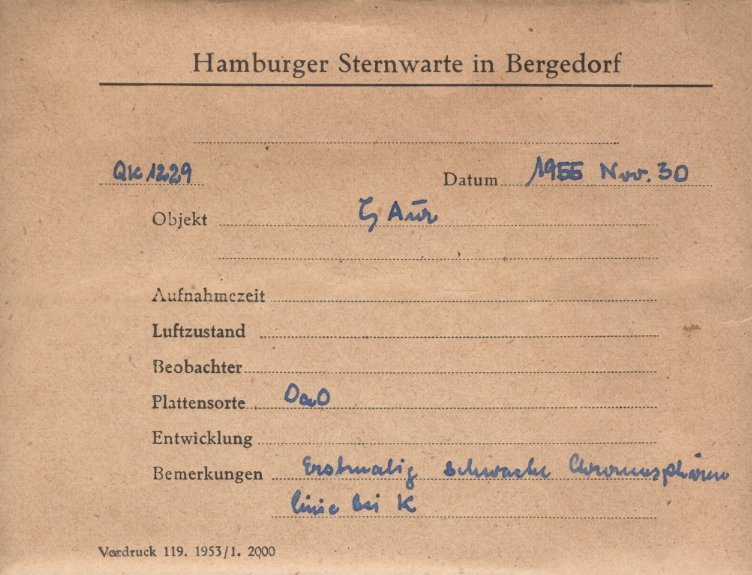 Hamburger Sternwarte in Bergedorf
QK 1229 Datum 1955 Nov. 30
Objekt ζ Aur
Aufnahmezeit
Luftzustand
Beobachter
Plattensorte OaO
Entwicklung
Bemerkungen Erstmalig schwache Chromosphären
linie bei K
Vordruck 119. 1953/1. 2000